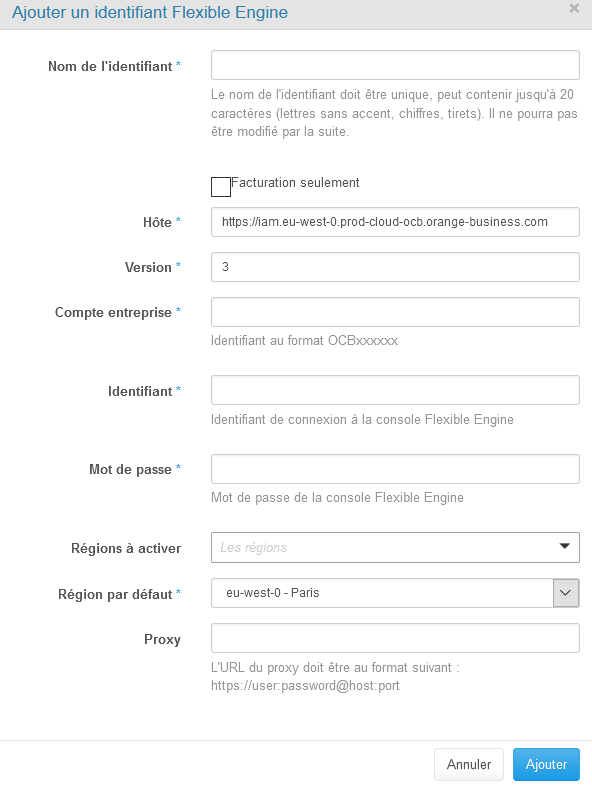 Ajouter un identifiant Flexible Engine
×
Nom de l'identifiant *
Le nom de l'identifiant doit être unique, peut contenir jusqu'à 20
caractères (lettres sans accent, chiffres, tirets). Il ne pourra pas
être modifié par la suite.
Facturation seulement
Hôte * https://iam.eu-west-0.prod-cloud-ocb.orange-business.com
Version * 3
Compte entreprise *
Identifiant au format OCBxxxxxx
Identifiant *
Identifiant de connexion à la console Flexible Engine
Mot de passe *
Mot de passe de la console Flexible Engine
Régions à activer Les régions
Région par défaut * eu-west-0 - Paris
Proxy
L'URL du proxy doit être au format suivant :
https://user:password@host:port
Annuler Ajouter